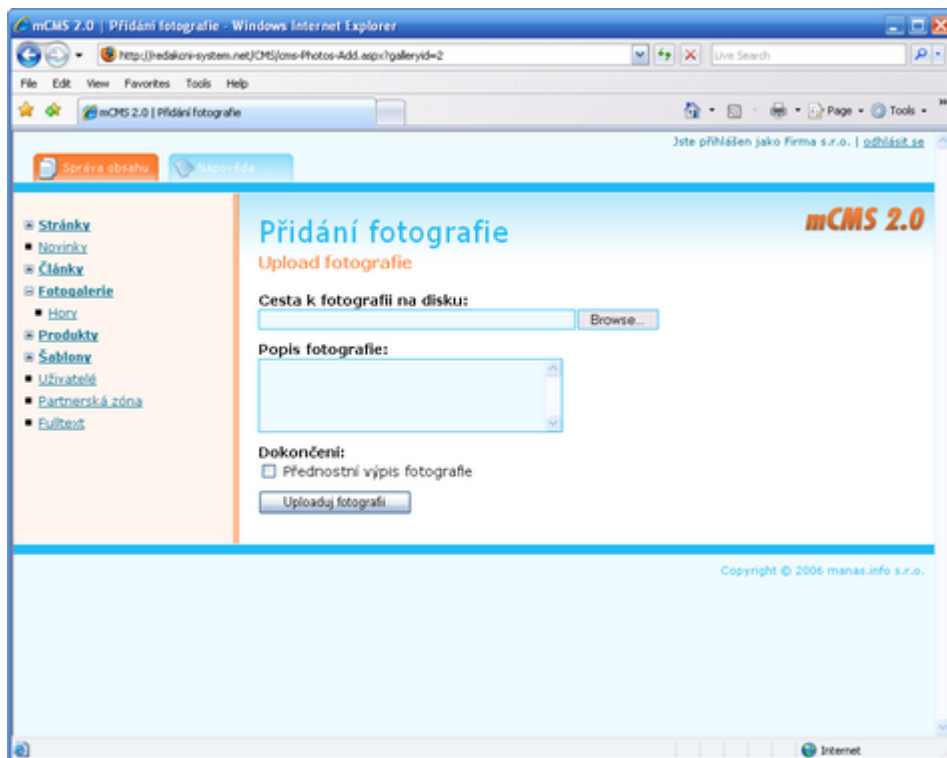 mCMS 2.0 | Přidání fotografie - Windows Internet Explorer
http://redakcni-system.net/CMS/cms-Photos-Add.aspx?galleryid=2
Live Search
File Edit View Favorites Tools Help
mCMS 2.0 | Přidání fotografie
Page Tools
Jste přihlášen jako Firma s.r.o. | odhlásit se
Správa obsahu
Nápověda
mCMS 2.0
Stránky
Novinky
Články
Fotogalerie
Hory
Produkty
Šablony
Uživatelé
Partnerská zóna
Fulltext
Přidání fotografie
Upload fotografie
Cesta k fotografii na disku:
Browse...
Popis fotografie:
Dokončení:
Přednostní výpis fotografie
Uploaduj fotografii
Copyright © 2006 manas.info s.r.o.
Internet